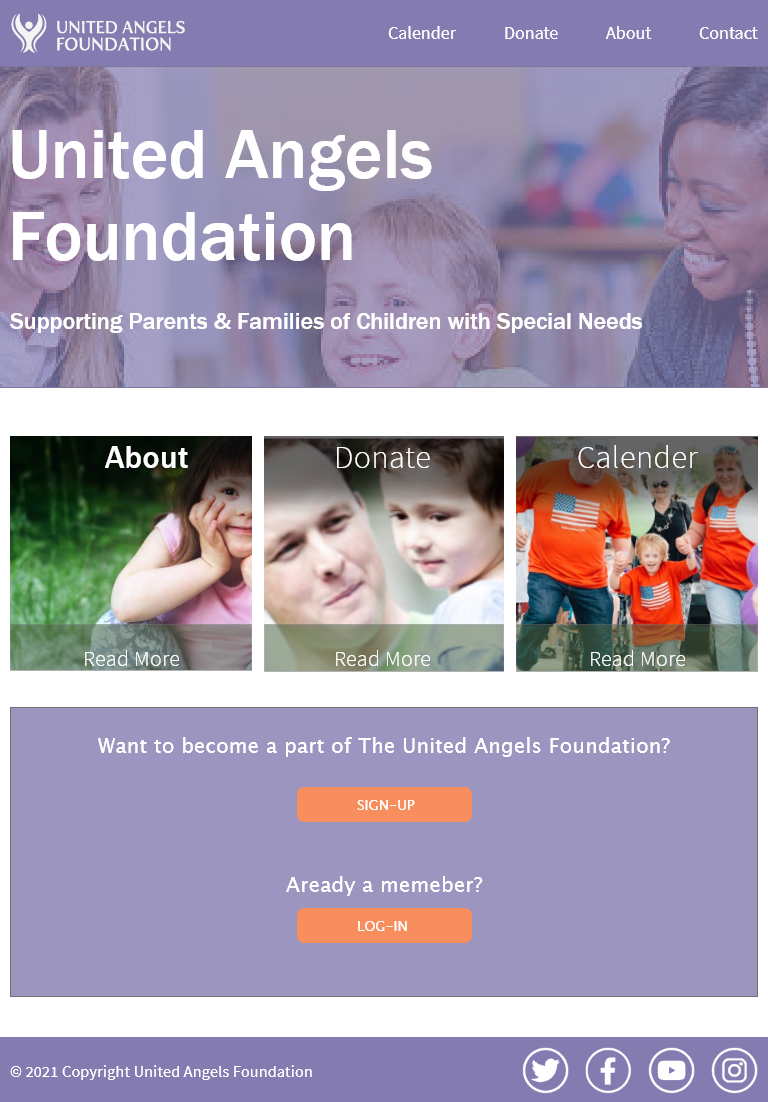 UNITED ANGELS
FOUNDATION
Calender Donate About Contact
United Angels
Foundation
Supporting Parents & Families of Children with Special Needs
About Donate Calender
Read More Read More Read More
Want to become a part of The United Angels Foundation?
SIGN-UP
Aready a memeber?
LOG-IN
© 2021 Copyright United Angels Foundation